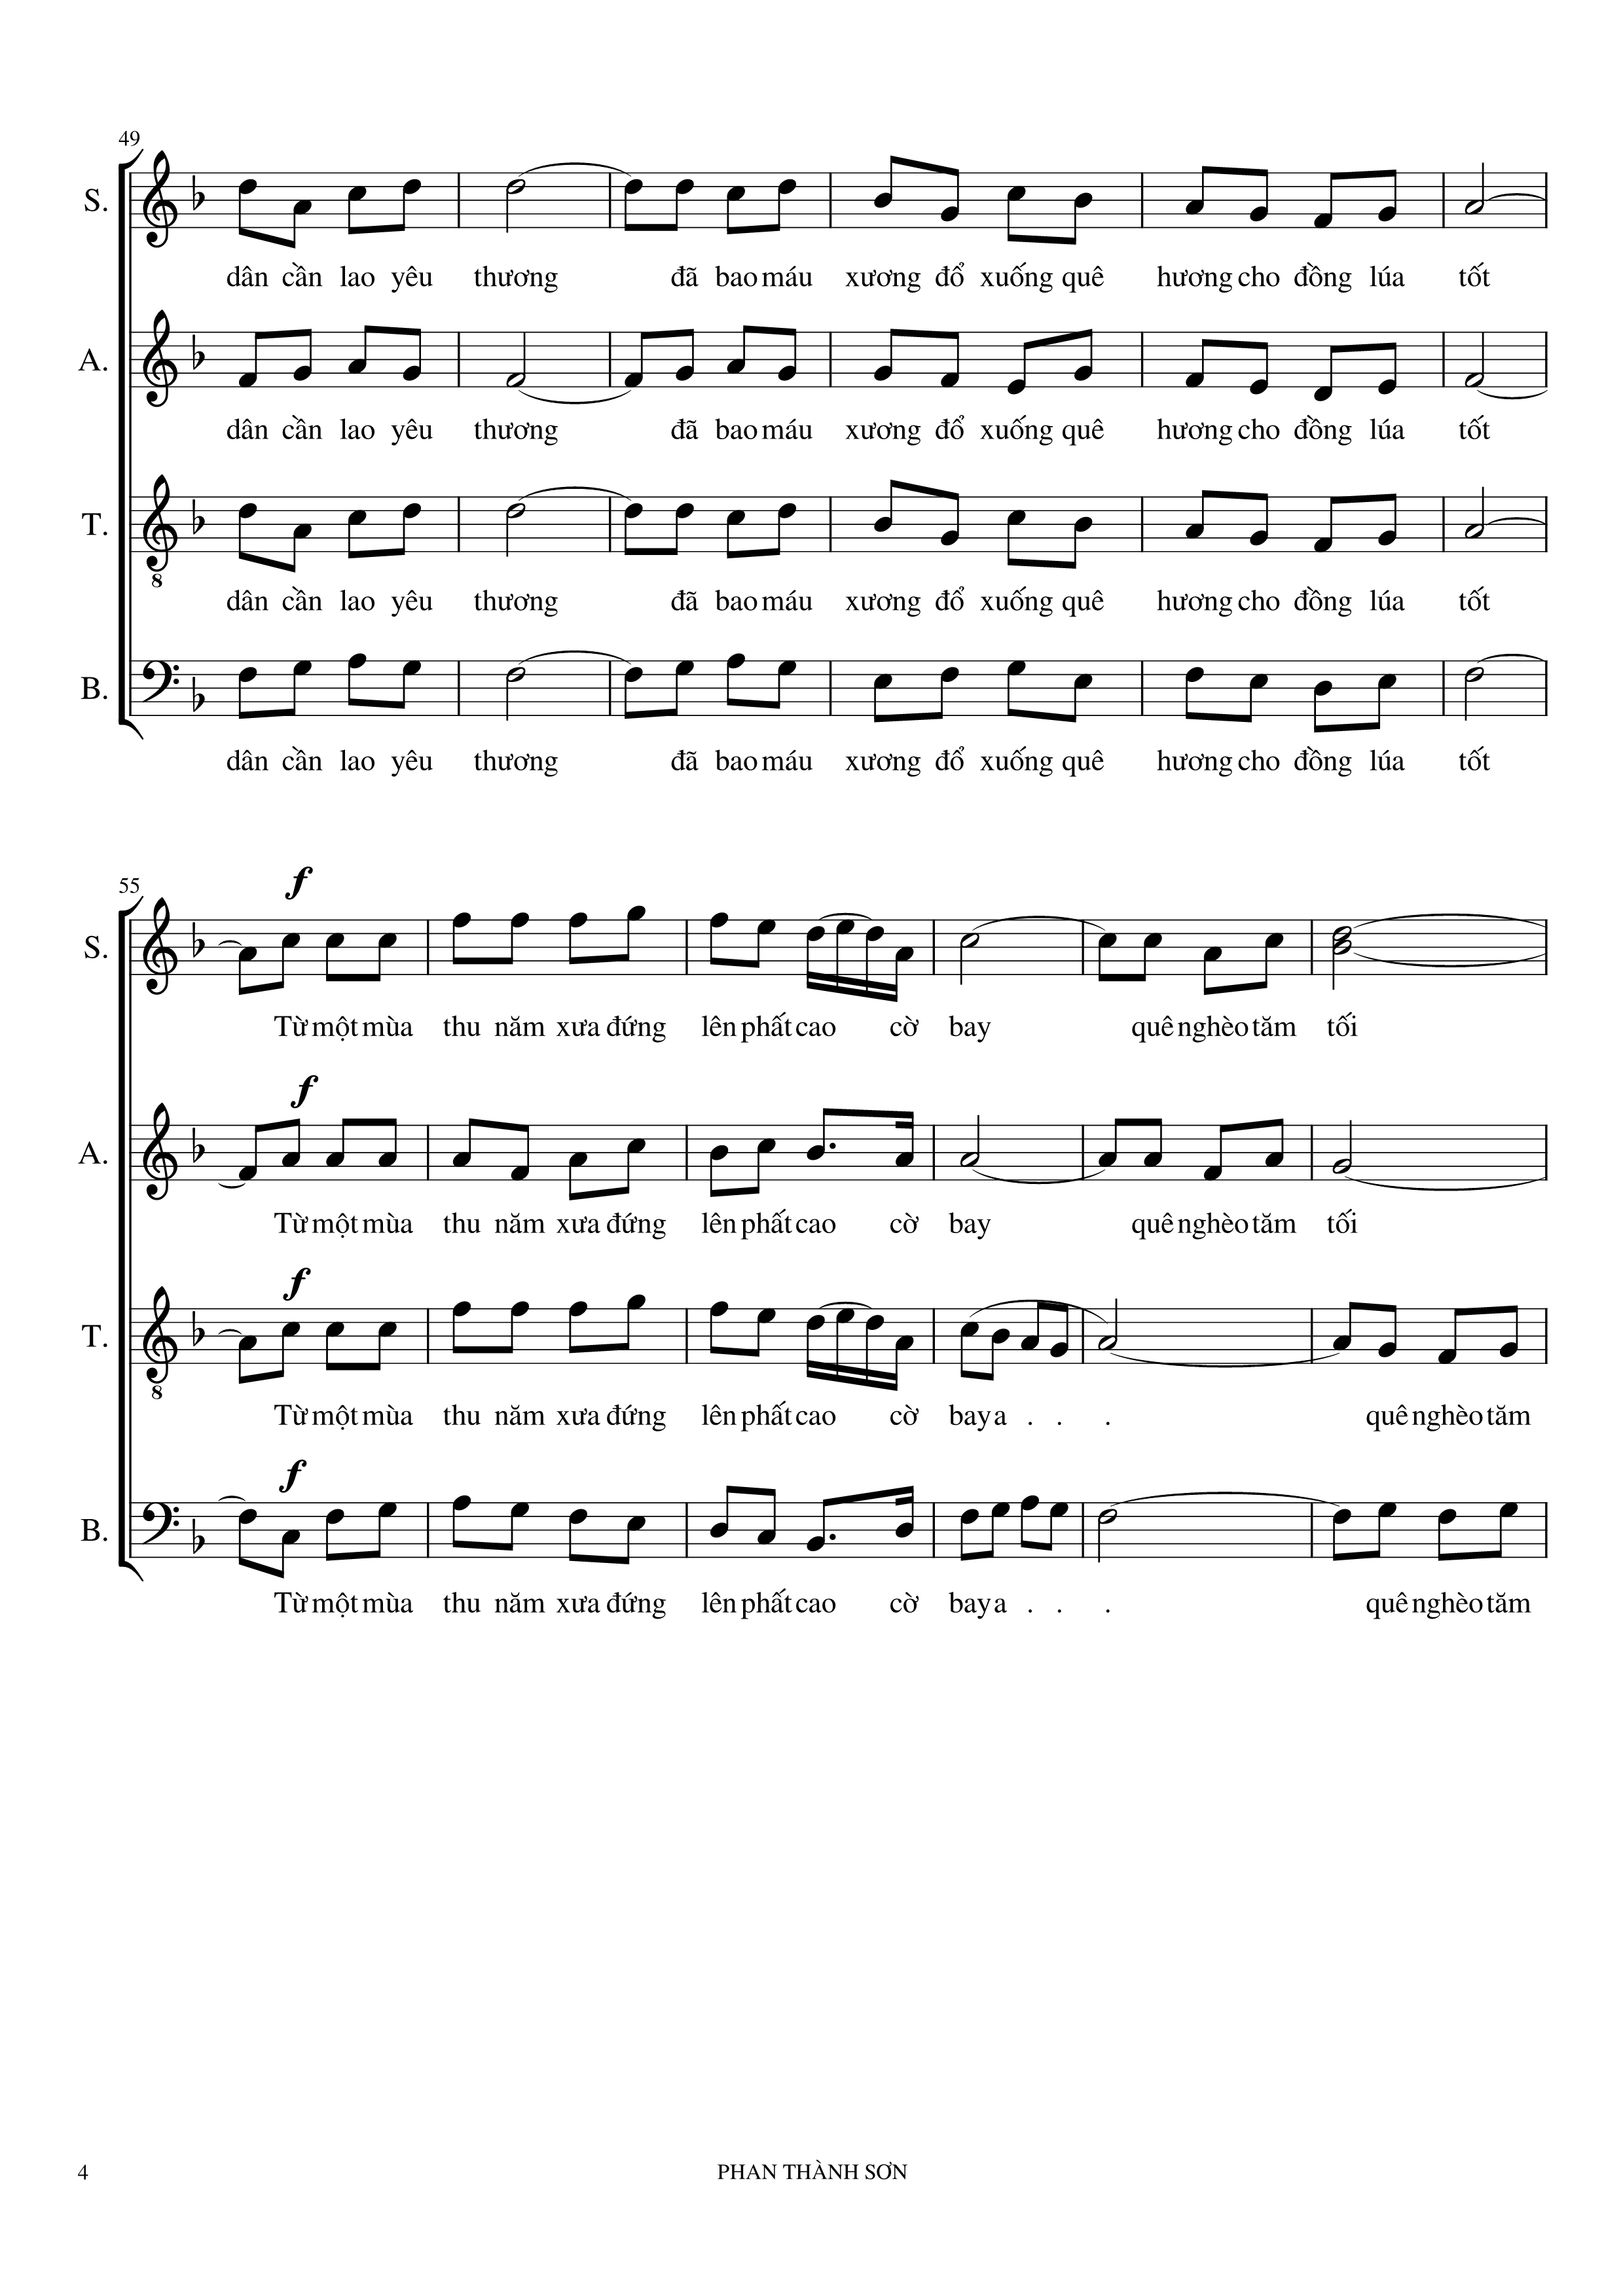 49
S.
dân cần lao yêu thương đã bao máu xương đổ xuống quê hương cho đồng lúa tốt
A.
dân cần lao yêu thương đã bao máu xương đổ xuống quê hương cho đồng lúa tốt
T.
8
dân cần lao yêu thương đã bao máu xương đổ xuống quê hương cho đồng lúa tốt
B.
dân cần lao yêu thương đã bao máu xương đổ xuống quê hương cho đồng lúa tốt
55
f
S.
Từ một mùa thu năm xưa đứng lên phất cao cờ bay quê nghèo tăm tối
f
A.
Từ một mùa thu năm xưa đứng lên phất cao cờ bay quê nghèo tăm tối
f
T.
8
Từ một mùa thu năm xưa đứng lên phất cao cờ bay a . . . quê nghèo tăm
f
B.
Từ một mùa thu năm xưa đứng lên phất cao cờ bay a . . . quê nghèo tăm
4
PHAN THÀNH SƠN